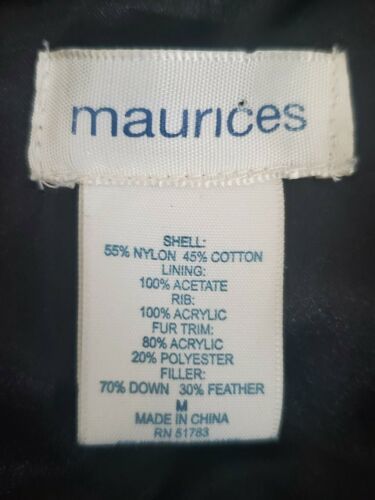 maurices
SHELL:
55% NYLON 45% COTTON
LINING:
100% ACETATE
RIB:
100% ACRYLIC
FUR TRIM:
80% ACRYLIC
20% POLYESTER
FILLER:
70% DOWN 30% FEATHER
M
MADE IN CHINA
RN 51783